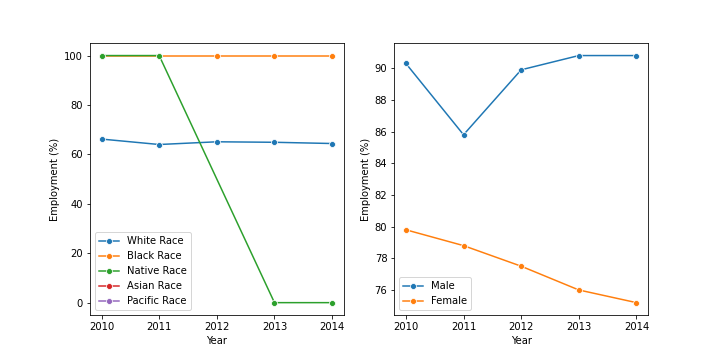 100
80
60
40
20
0
Employment (%)
2010 2011 2012 2013 2014
Year
White Race
Black Race
Native Race
Asian Race
Pacific Race
90
88
86
84
82
80
78
76
Employment (%)
2010 2011 2012 2013 2014
Year
Male
Female